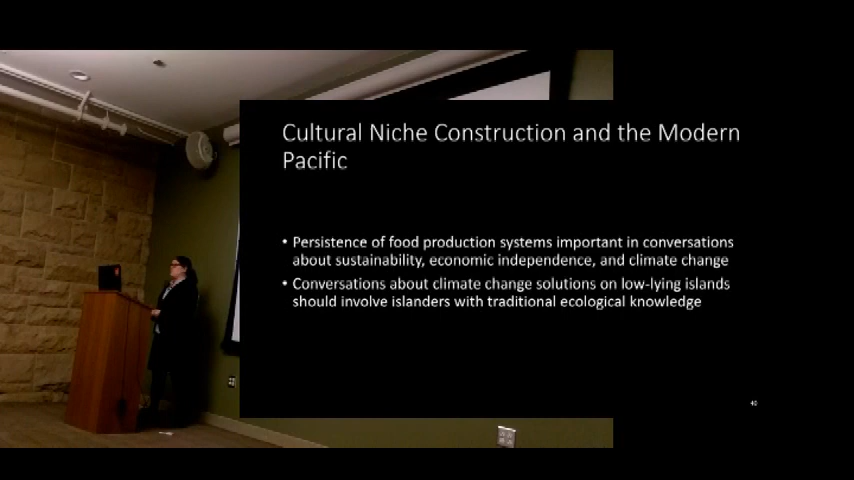 Cultural Niche Construction and the Modern
Pacific
• Persistence of food production systems important in conversations
about sustainability, economic independence, and climate change
• Conversations about climate change solutions on low-lying islands
should involve islanders with traditional ecological knowledge
40